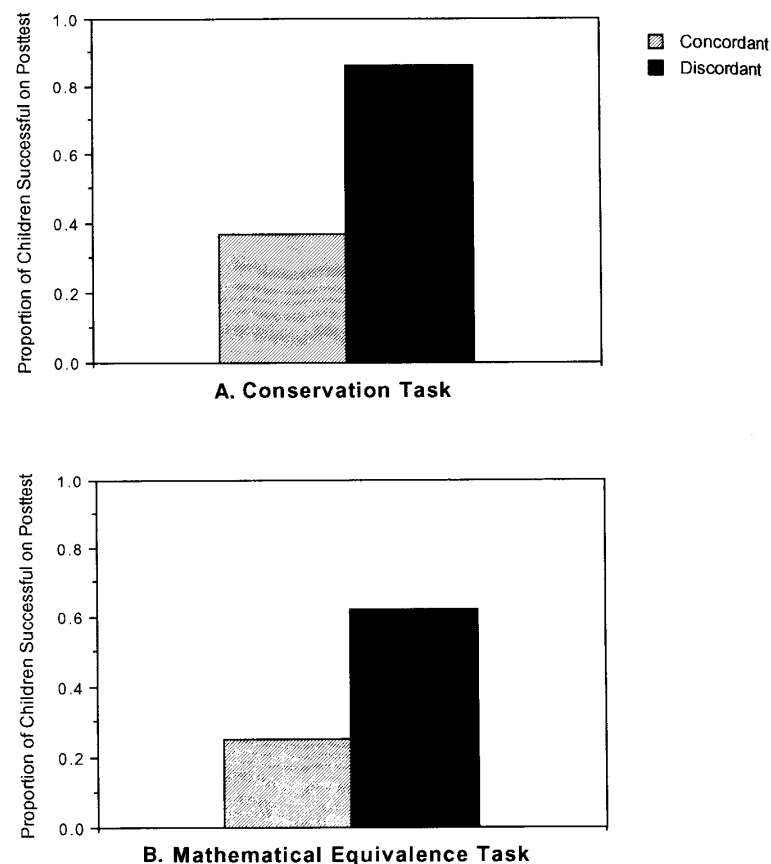 Proportion of Children Successful on Posttest
1.0
0.8
0.6
0.4
0.2
0.0
Concordant
Discordant
A. Conservation Task
Proportion of Children Successful on Posttest
1.0
0.8
0.6
0.4
0.2
0.0
B. Mathematical Equivalence Task